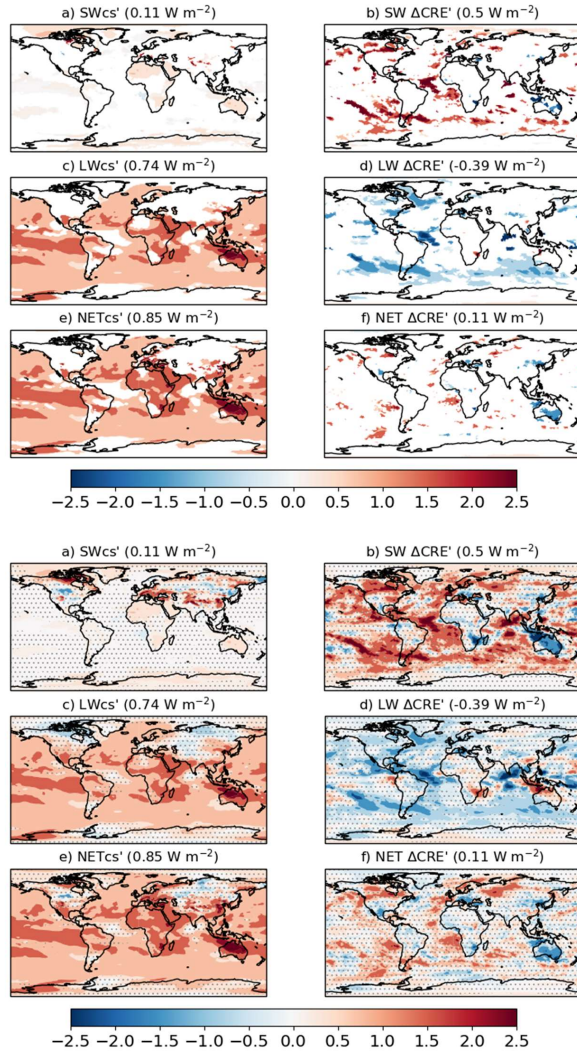 a) SWcs' (0.11 W m⁻²)
b) SW ΔCRE' (0.5 W m⁻²)
c) LWcs' (0.74 W m⁻²)
d) LW ΔCRE' (-0.39 W m⁻²)
e) NETcs' (0.85 W m⁻²)
f) NET ΔCRE' (0.11 W m⁻²)
−2.5 −2.0 −1.5 −1.0 −0.5 0.0 0.5 1.0 1.5 2.0 2.5
a) SWcs' (0.11 W m⁻²)
b) SW ΔCRE' (0.5 W m⁻²)
c) LWcs' (0.74 W m⁻²)
d) LW ΔCRE' (-0.39 W m⁻²)
e) NETcs' (0.85 W m⁻²)
f) NET ΔCRE' (0.11 W m⁻²)
−2.5 −2.0 −1.5 −1.0 −0.5 0.0 0.5 1.0 1.5 2.0 2.5